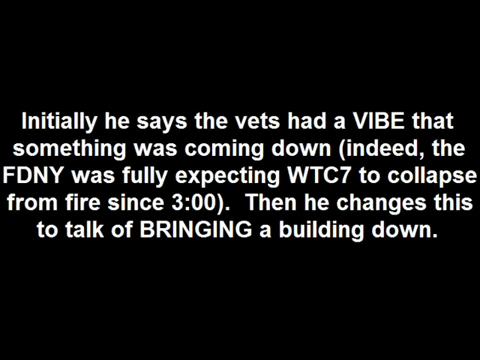 Initially he says the vets had a VIBE that
something was coming down (indeed, the
FDNY was fully expecting WTC7 to collapse
from fire since 3:00).  Then he changes this
to talk of BRINGING a building down.